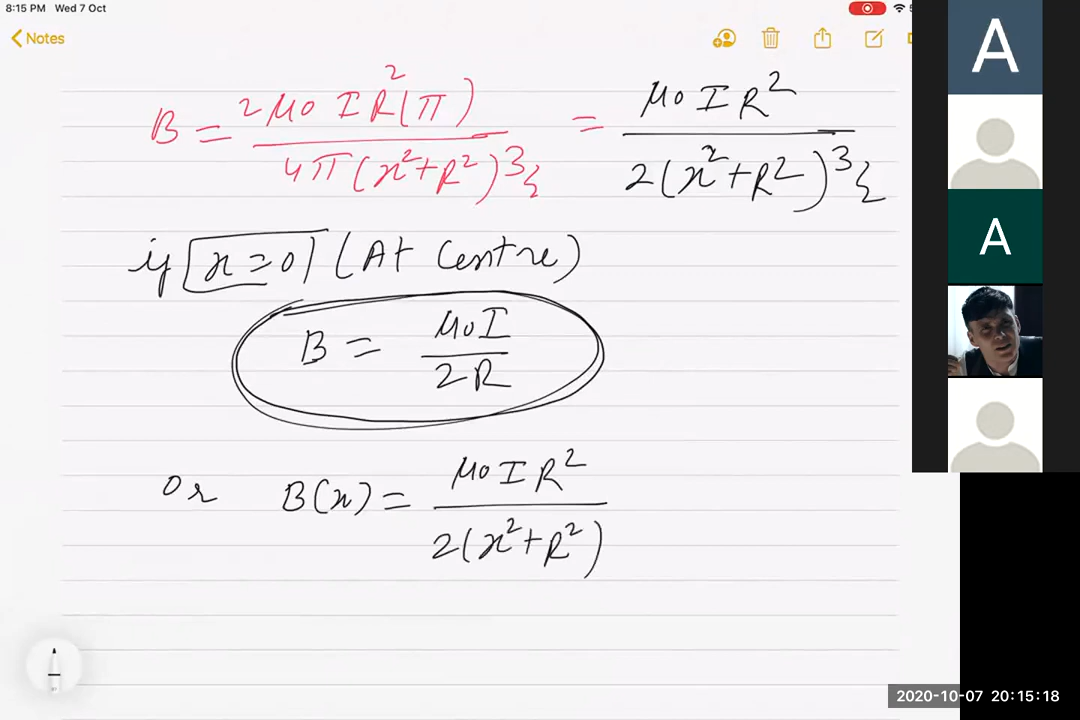 8:15 PM Wed 7 Oct
Notes
B = 2μ0 I R²(π) / 4π(x²+R²)^3/2 = μ0 I R² / 2(x²+R²)^3/2
if x=0 (At Centre)
B = μ0I / 2R
or B(x) = μ0 I R² / 2(x²+R²)
A
A
2020-10-07 20:15:18